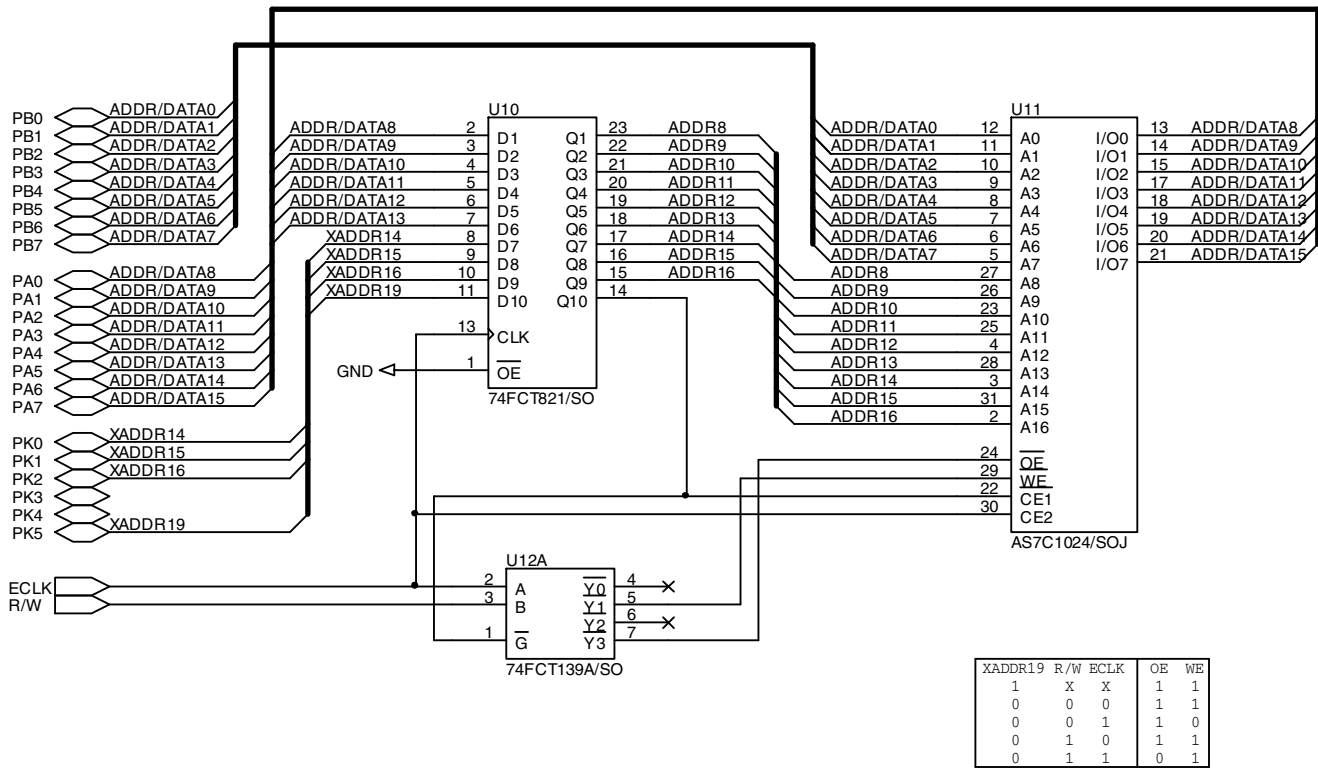 PB0 ADDR/DATA0
PB1 ADDR/DATA1
PB2 ADDR/DATA2
PB3 ADDR/DATA3
PB4 ADDR/DATA4
PB5 ADDR/DATA5
PB6 ADDR/DATA6
PB7 ADDR/DATA7
PA0 ADDR/DATA8
PA1 ADDR/DATA9
PA2 ADDR/DATA10
PA3 ADDR/DATA11
PA4 ADDR/DATA12
PA5 ADDR/DATA13
PA6 ADDR/DATA14
PA7 ADDR/DATA15
PK0 XADDR14
PK1 XADDR15
PK2 XADDR16
PK3
PK4
PK5 XADDR19
ECLK
R/W
U10
ADDR/DATA8 2 D1 Q1 23 ADDR8
ADDR/DATA9 3 D2 Q2 22 ADDR9
ADDR/DATA10 4 D3 Q3 21 ADDR10
ADDR/DATA11 5 D4 Q4 20 ADDR11
ADDR/DATA12 6 D5 Q5 19 ADDR12
ADDR/DATA13 7 D6 Q6 18 ADDR13
XADDR14 8 D7 Q7 17 ADDR14
XADDR15 9 D8 Q8 16 ADDR15
XADDR16 10 D9 Q9 15 ADDR16
XADDR19 11 D10 Q10 14
13 CLK
GND 1 OE
74FCT821/SO
U12A
2 A Y0 4
3 B Y1 5
Y2 6
1 G Y3 7
74FCT139A/SO
U11
ADDR/DATA0 12 A0 I/O0 13 ADDR/DATA8
ADDR/DATA1 11 A1 I/O1 14 ADDR/DATA9
ADDR/DATA2 10 A2 I/O2 15 ADDR/DATA10
ADDR/DATA3 9 A3 I/O3 17 ADDR/DATA11
ADDR/DATA4 8 A4 I/O4 18 ADDR/DATA12
ADDR/DATA5 7 A5 I/O5 19 ADDR/DATA13
ADDR/DATA6 6 A6 I/O6 20 ADDR/DATA14
ADDR/DATA7 5 A7 I/O7 21 ADDR/DATA15
ADDR8 27 A8
ADDR9 26 A9
ADDR10 23 A10
ADDR11 25 A11
ADDR12 4 A12
ADDR13 28 A13
ADDR14 3 A14
ADDR15 31 A15
ADDR16 2 A16
24 OE
29 WE
22 CE1
30 CE2
AS7C1024/SOJ
XADDR19 R/W ECLK OE WE
1 X X 1 1
0 0 0 1 1
0 0 1 1 0
0 1 0 1 1
0 1 1 0 1